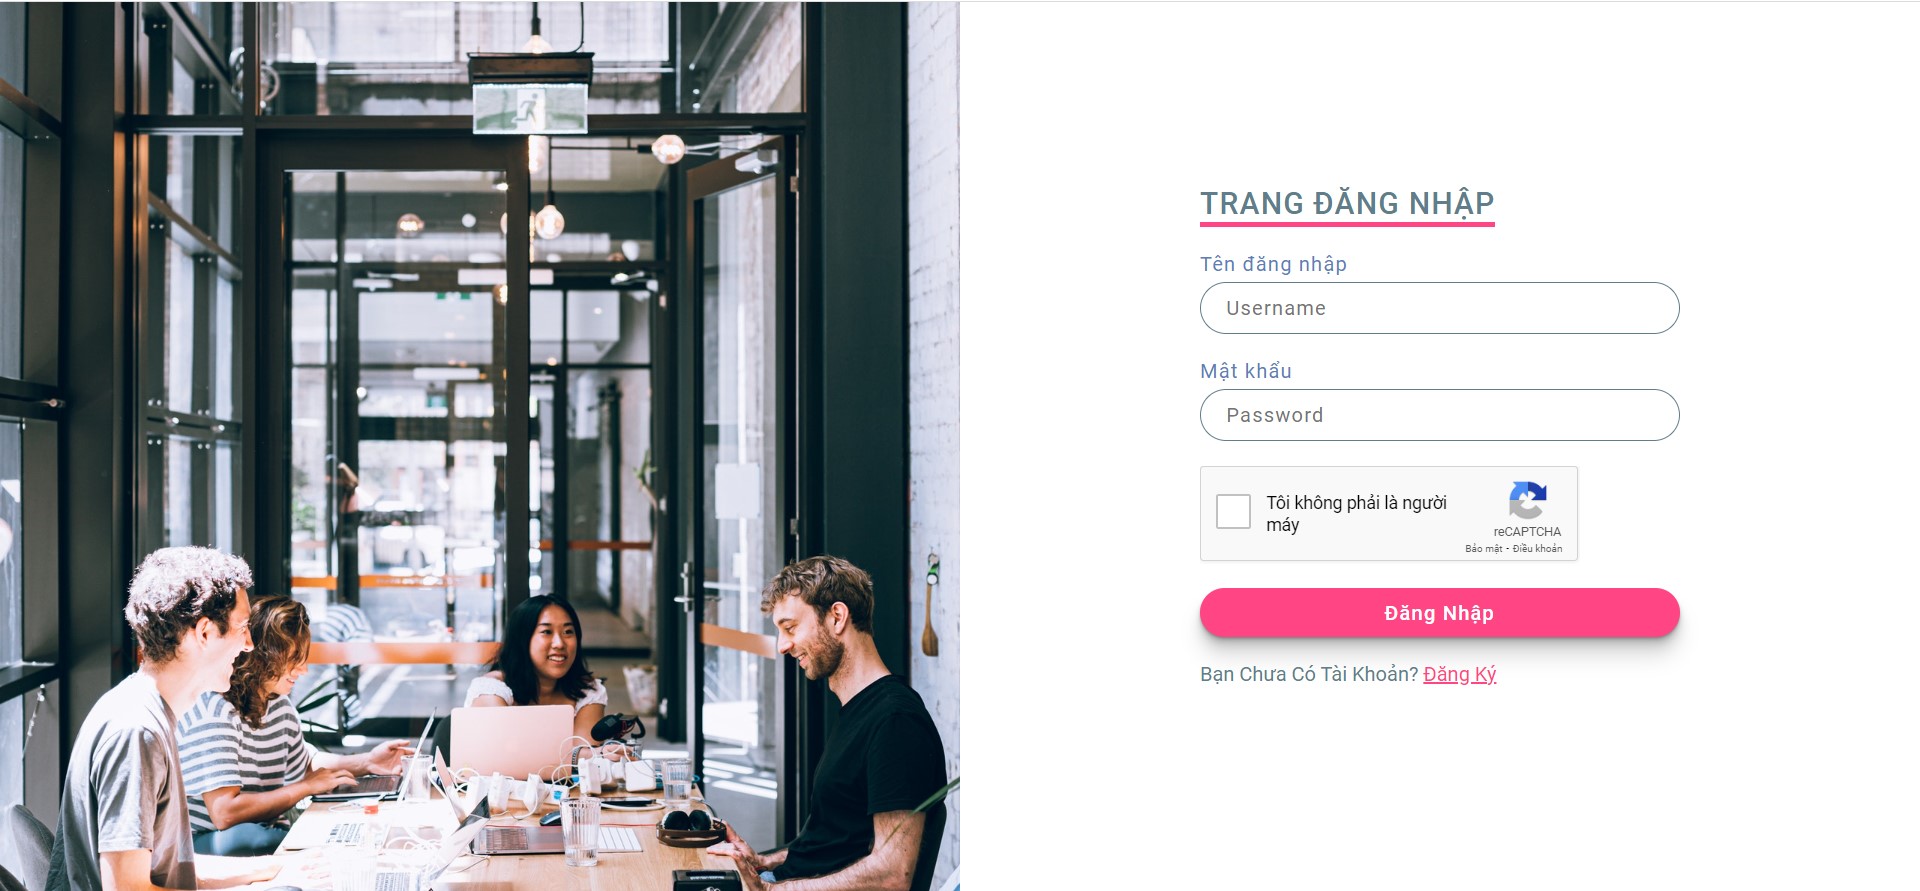 TRANG ĐĂNG NHẬP
Tên đăng nhập
Username
Mật khẩu
Password
Tôi không phải là người
máy
reCAPTCHA
Bảo mật - Điều khoản
Đăng Nhập
Bạn Chưa Có Tài Khoản? Đăng Ký